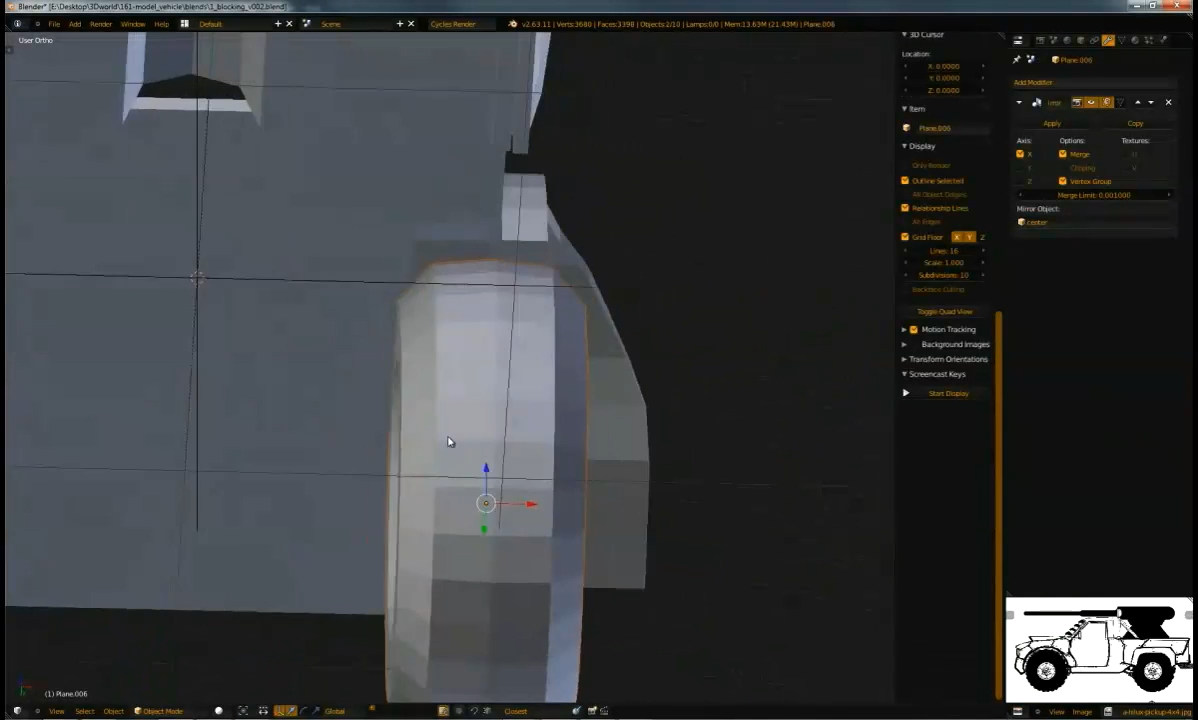 Blender* [E:\Desktop\3Dworld\161-model_vehicle\blends\1_blocking_v002.blend]
File Add Render Window Help Default Scene Cycles Render v2.63.11 | Verts:3680 | Faces:3398 | Objects:2/10 | Lamps:0/0 | Mem:13.63M (21.43M) | Plane.006
User Ortho
3D Cursor
Location:
X: 0.0000
Y: 0.0000
Z: 0.0000
Item
Plane.006
Display
Only Render
Outline Selected
All Object Origins
Relationship Lines
All Edges
Grid Floor X Y Z
Lines: 16
Scale: 1.000
Subdivisions: 10
Backface Culling
Toggle Quad View
Motion Tracking
Background Images
Transform Orientations
Screencast Keys
Start Display
Plane.006
Add Modifier
Apply Copy
Axis: Options: Textures:
X Merge U
Y Clipping V
Z Vertex Group
Merge Limit: 0.001000
Mirror Object:
center
(1) Plane.006
View Select Object Object Mode Global Closest
View Image